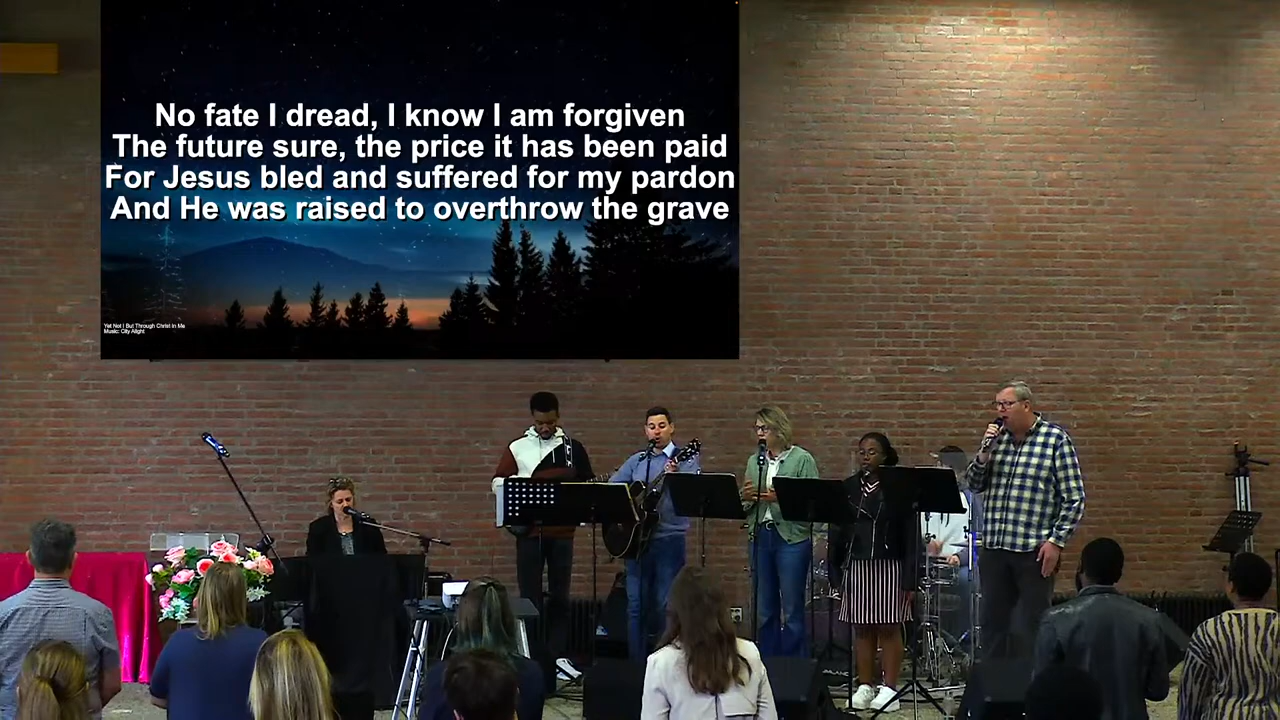 No fate I dread, I know I am forgiven
The future sure, the price it has been paid
For Jesus bled and suffered for my pardon
And He was raised to overthrow the grave
Yet Not I But Through Christ In Me
Music: City Alight